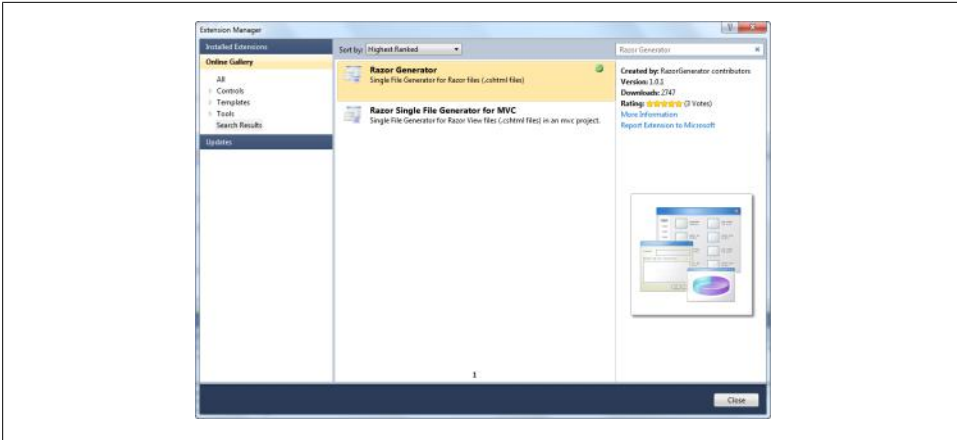 Extension Manager
Installed Extensions
Online Gallery
All
Controls
Templates
Tools
Search Results
Updates
Sort by: Highest Ranked
Razor Generator
Single File Generator for Razor files (.cshtml files)
Razor Single File Generator for MVC
Single File Generator for Razor View files (.cshtml files) in an mvc project.
1
Razor Generator
Created by: RazorGenerator contributors
Version: 1.0.1
Downloads: 2747
Rating: (3 Votes)
More Information
Report Extension to Microsoft
Close